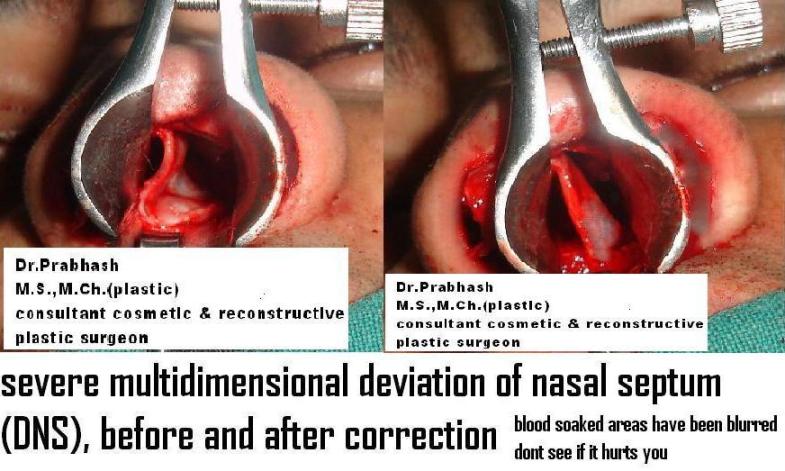 Dr.Prabhash
M.S.,M.Ch.(plastic)
consultant cosmetic & reconstructive
plastic surgeon
Dr.Prabhash
M.S.,M.Ch.(plastic)
consultant cosmetic & reconstructive
plastic surgeon
severe multidimensional deviation of nasal septum
(DNS), before and after correction
blood soaked areas have been blurred
dont see if it hurts you